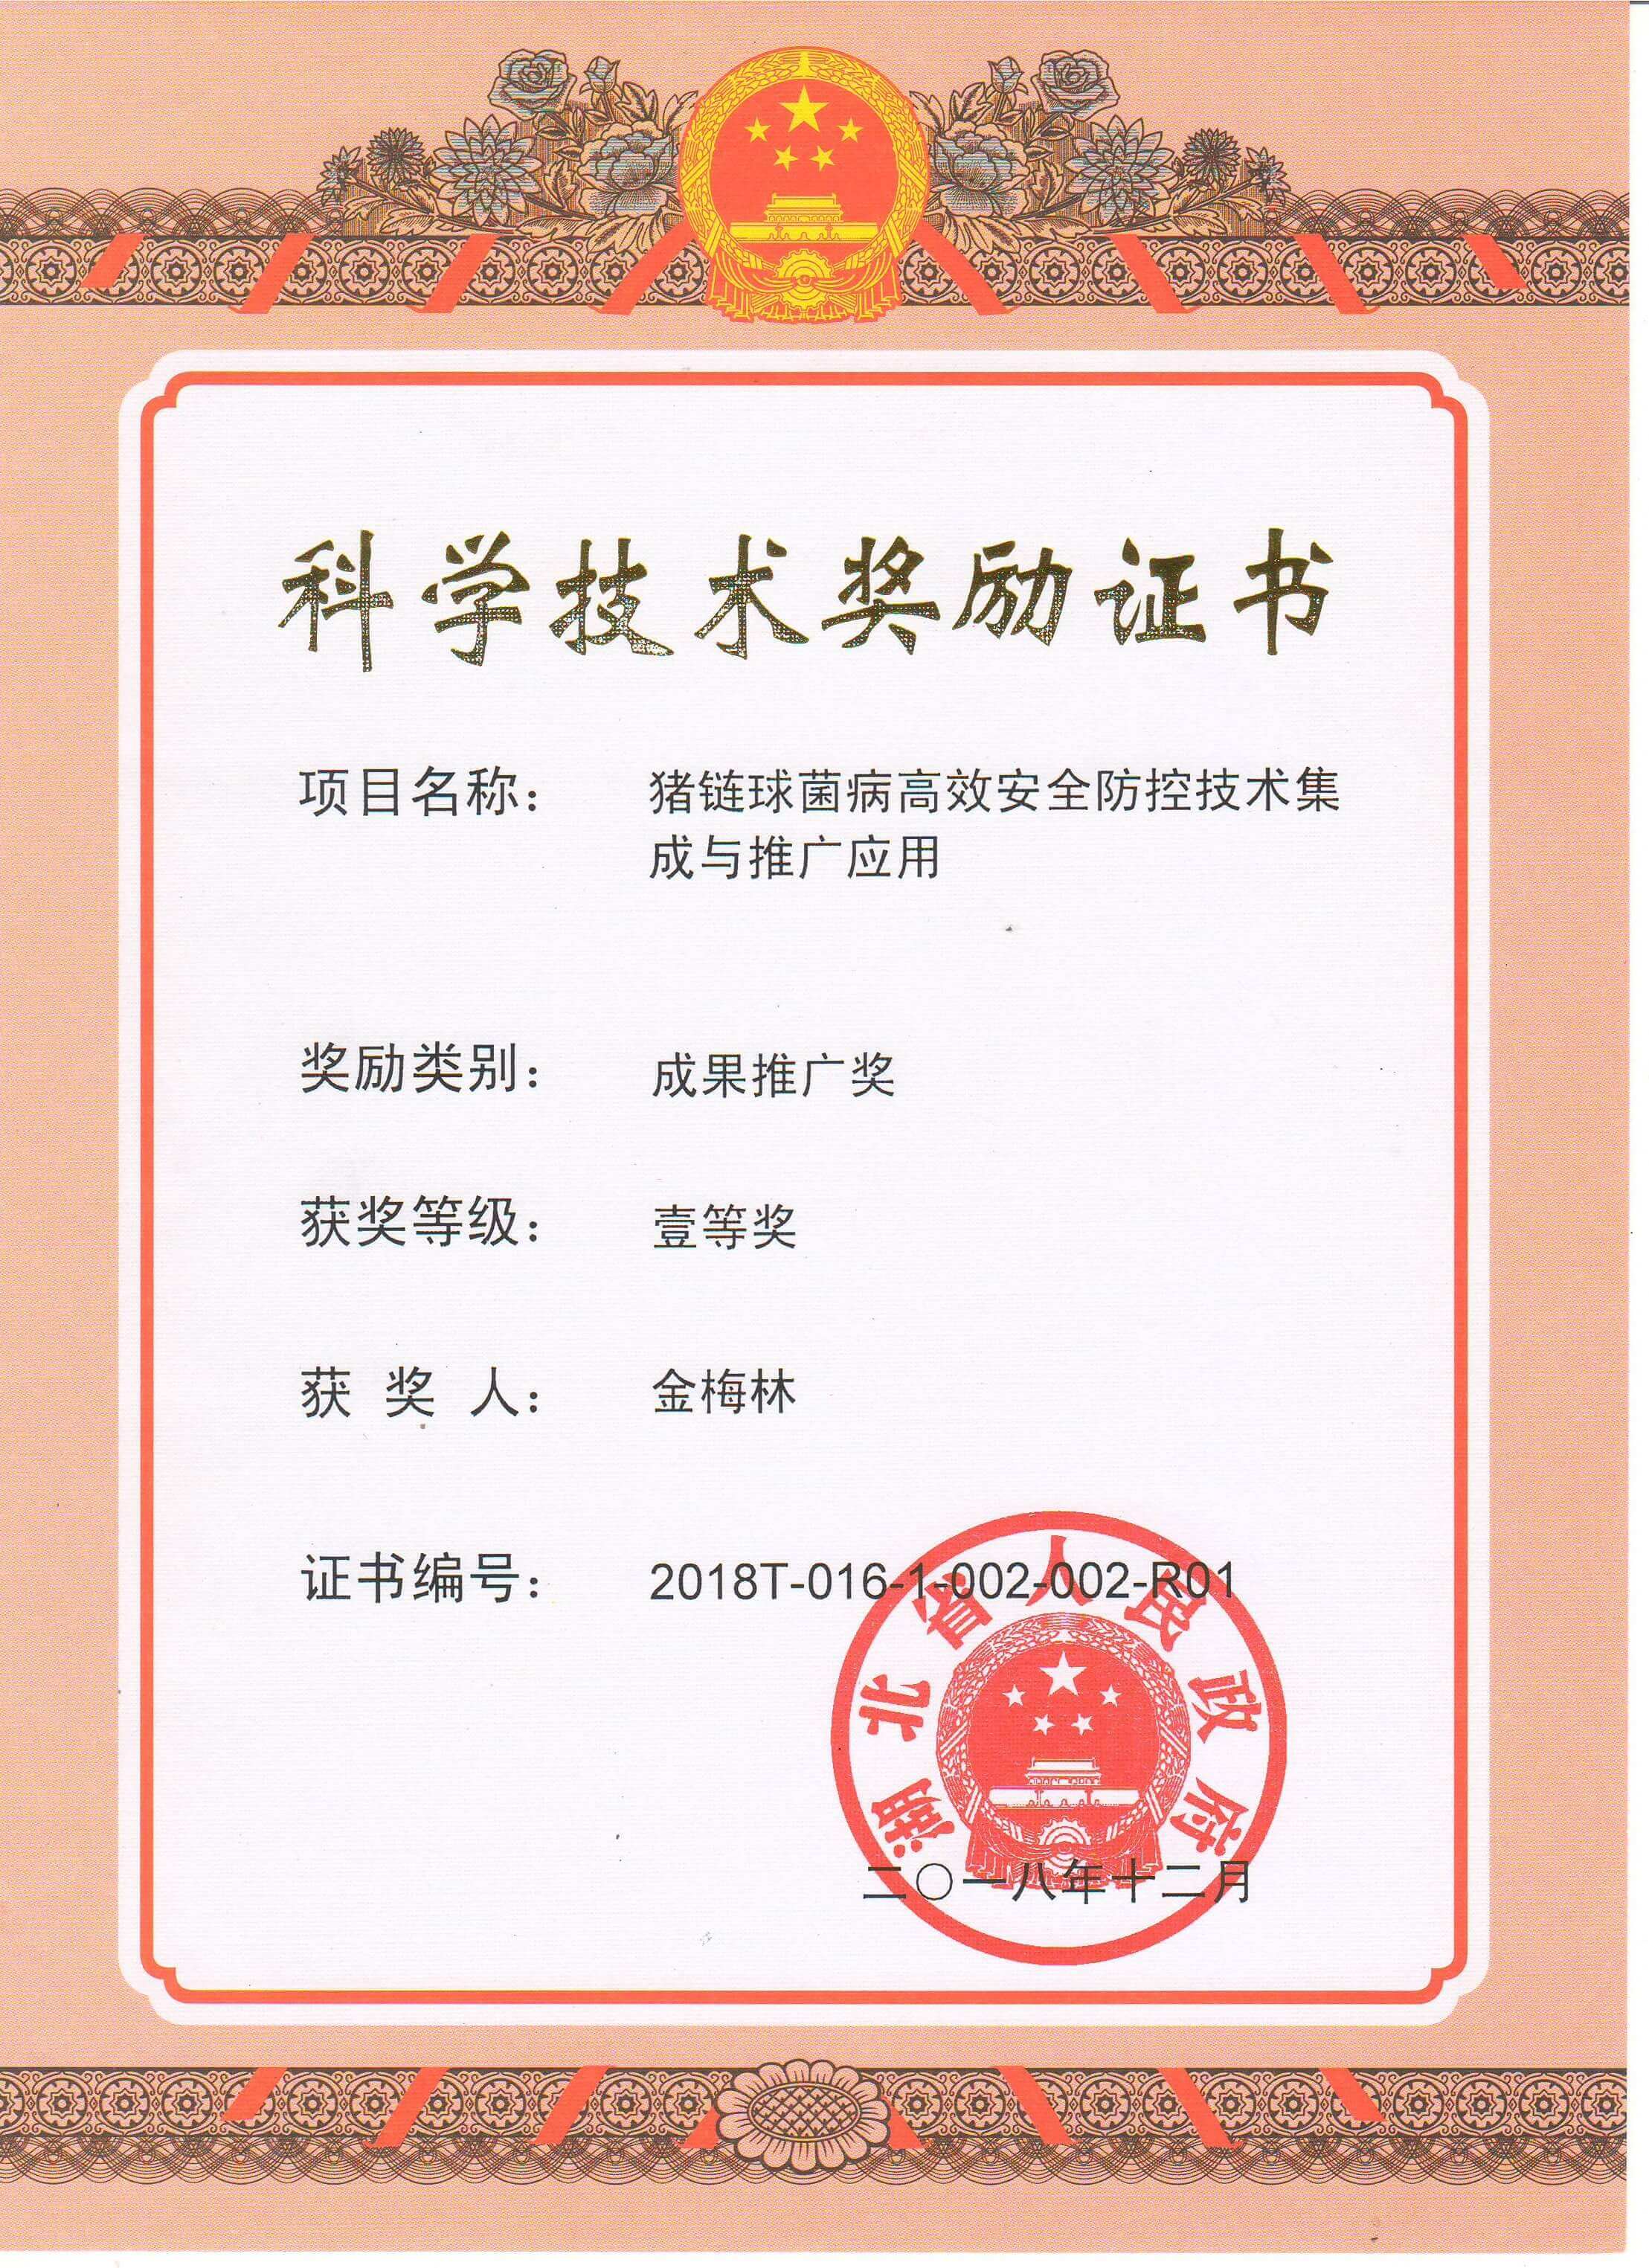 科学技术奖励证书
项目名称： 猪链球菌病高效安全防控技术集
成与推广应用
奖励类别： 成果推广奖
获奖等级： 壹等奖
获 奖 人： 金梅林
证书编号： 2018T-016-1-002-002-R01
湖北省人民政府
二〇一八年十二月